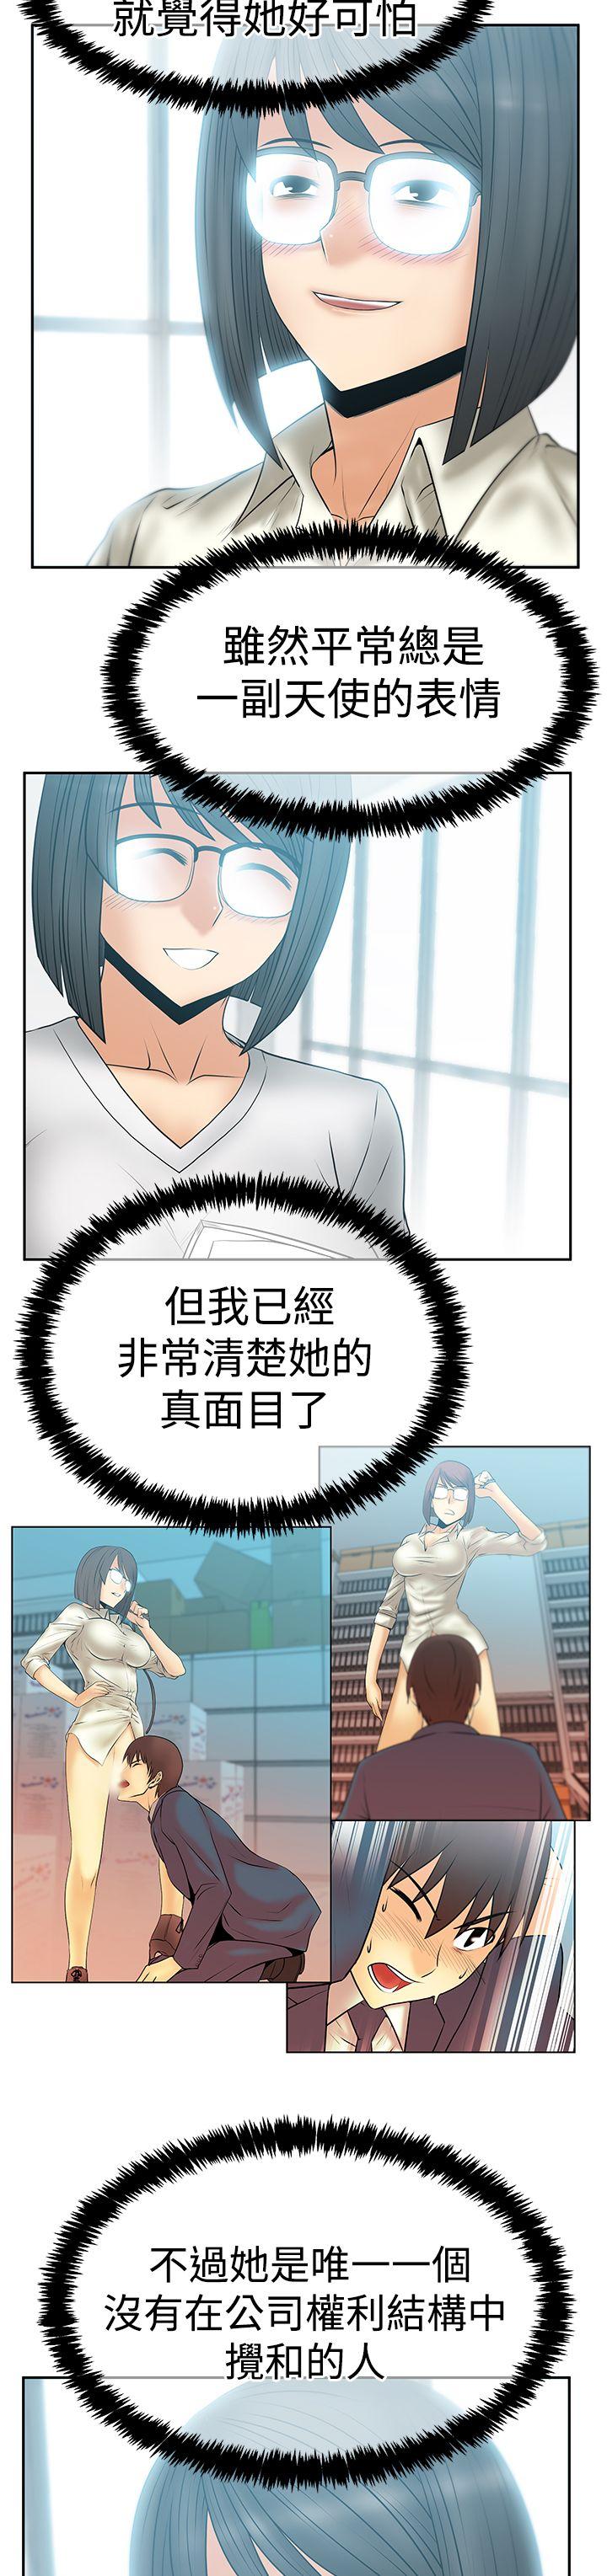 就覺得她好可怕
雖然平常總是
一副天使的表情
但我已經
非常清楚她的
真面目了
不過她是唯一一個
沒有在公司權利結構中
攪和的人